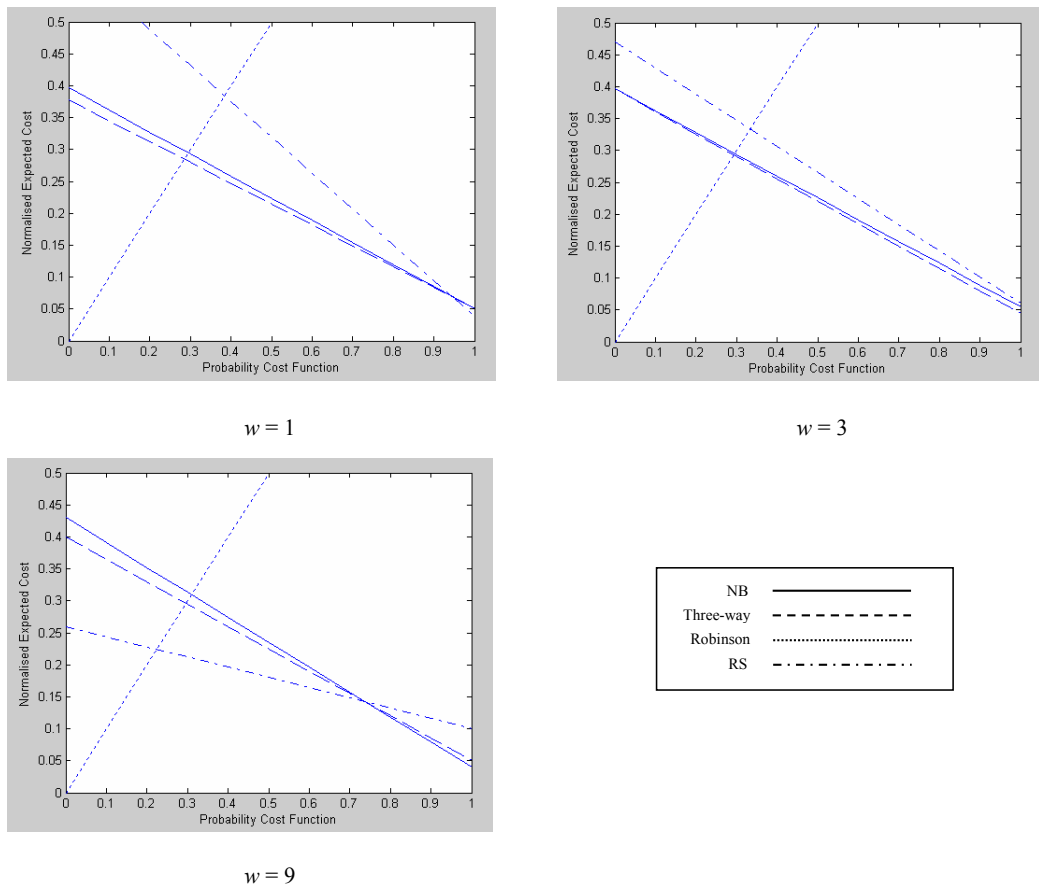 0.5
0.45
0.4
0.35
0.3
0.25
0.2
0.15
0.1
0.05
0
Normalised Expected Cost
0 0.1 0.2 0.3 0.4 0.5 0.6 0.7 0.8 0.9 1
Probability Cost Function
w = 1
0.5
0.45
0.4
0.35
0.3
0.25
0.2
0.15
0.1
0.05
0
Normalised Expected Cost
0 0.1 0.2 0.3 0.4 0.5 0.6 0.7 0.8 0.9 1
Probability Cost Function
w = 3
0.5
0.45
0.4
0.35
0.3
0.25
0.2
0.15
0.1
0.05
0
Normalised Expected Cost
0 0.1 0.2 0.3 0.4 0.5 0.6 0.7 0.8 0.9 1
Probability Cost Function
w = 9
NB
Three-way
Robinson
RS